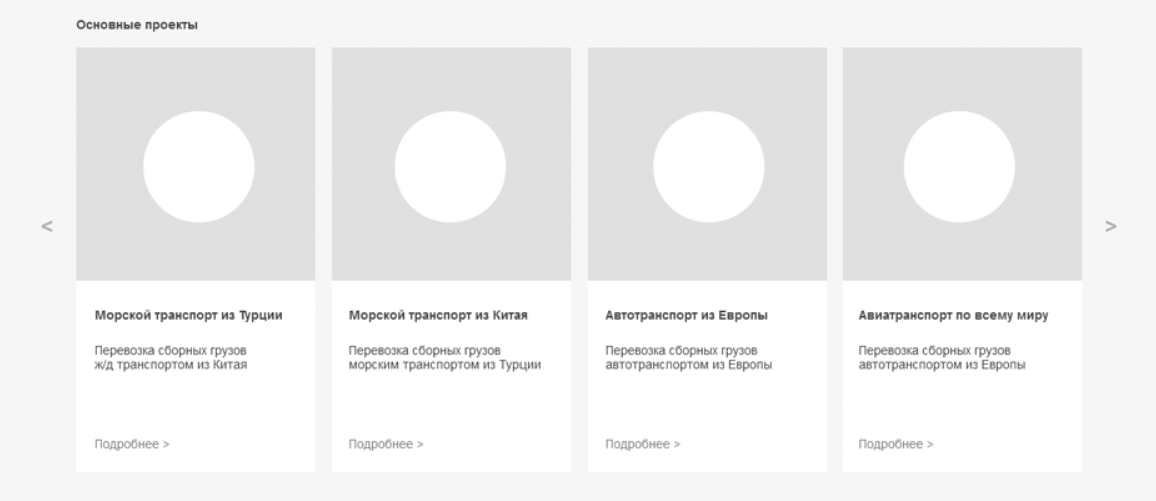 Основные проекты
<
>
Морской транспорт из Турции
Перевозка сборных грузов
ж/д транспортом из Китая
Подробнее >
Морской транспорт из Китая
Перевозка сборных грузов
морским транспортом из Турции
Подробнее >
Автотранспорт из Европы
Перевозка сборных грузов
автотранспортом из Европы
Подробнее >
Авиатранспорт по всему миру
Перевозка сборных грузов
автотранспортом из Европы
Подробнее >